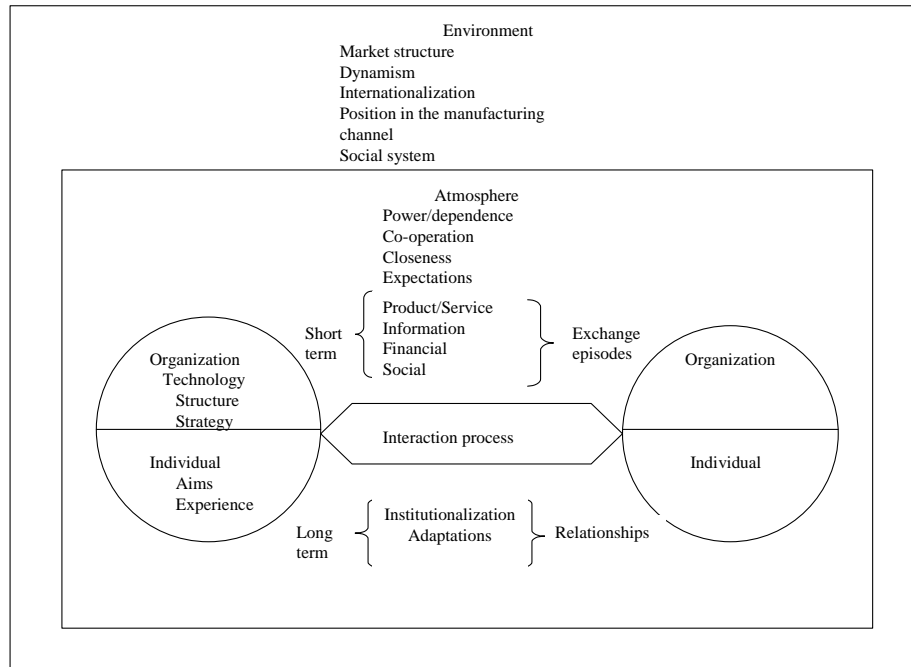 Environment
Market structure
Dynamism
Internationalization
Position in the manufacturing
channel
Social system
Atmosphere
Power/dependence
Co-operation
Closeness
Expectations
Short
term
Product/Service
Information
Financial
Social
Exchange
episodes
Organization
Technology
Structure
Strategy
Individual
Aims
Experience
Interaction process
Organization
Individual
Long
term
Institutionalization
Adaptations
Relationships